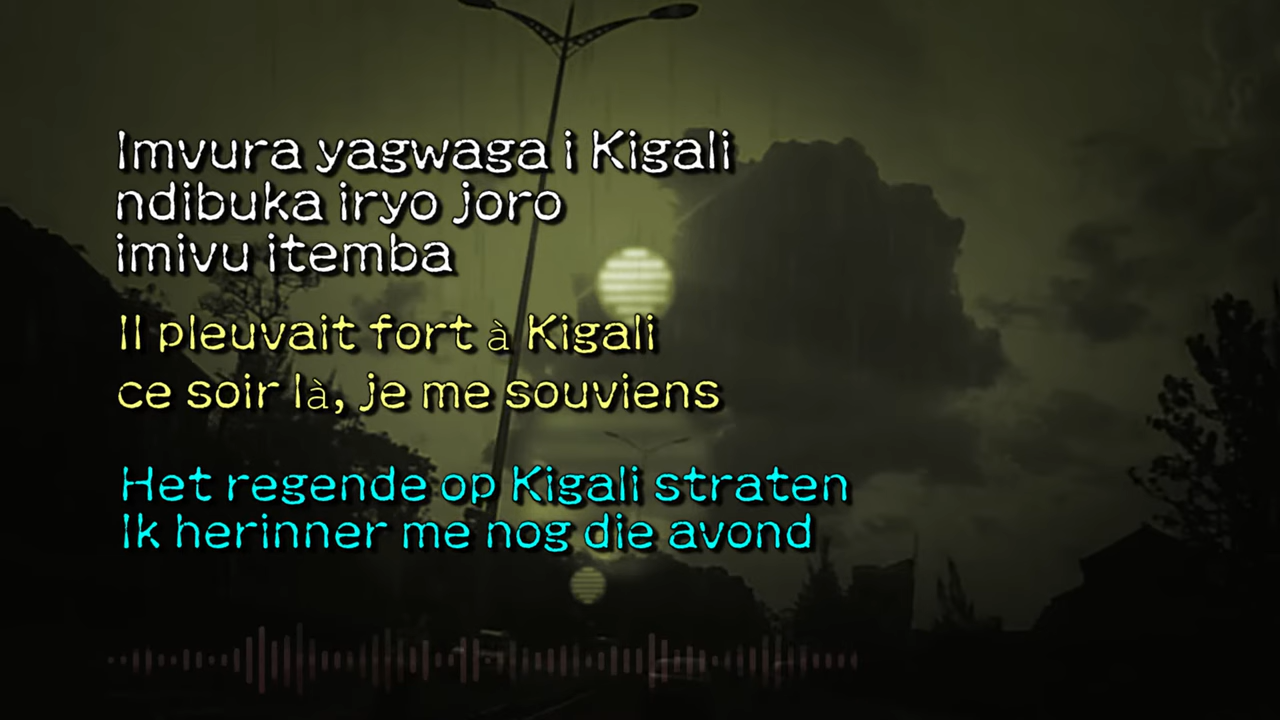 Imvura yagwaga i Kigali
ndibuka iryo joro
imivu itemba
Il pleuvait fort à Kigali
ce soir là, je me souviens
Het regende op Kigali straten
Ik herinner me nog die avond